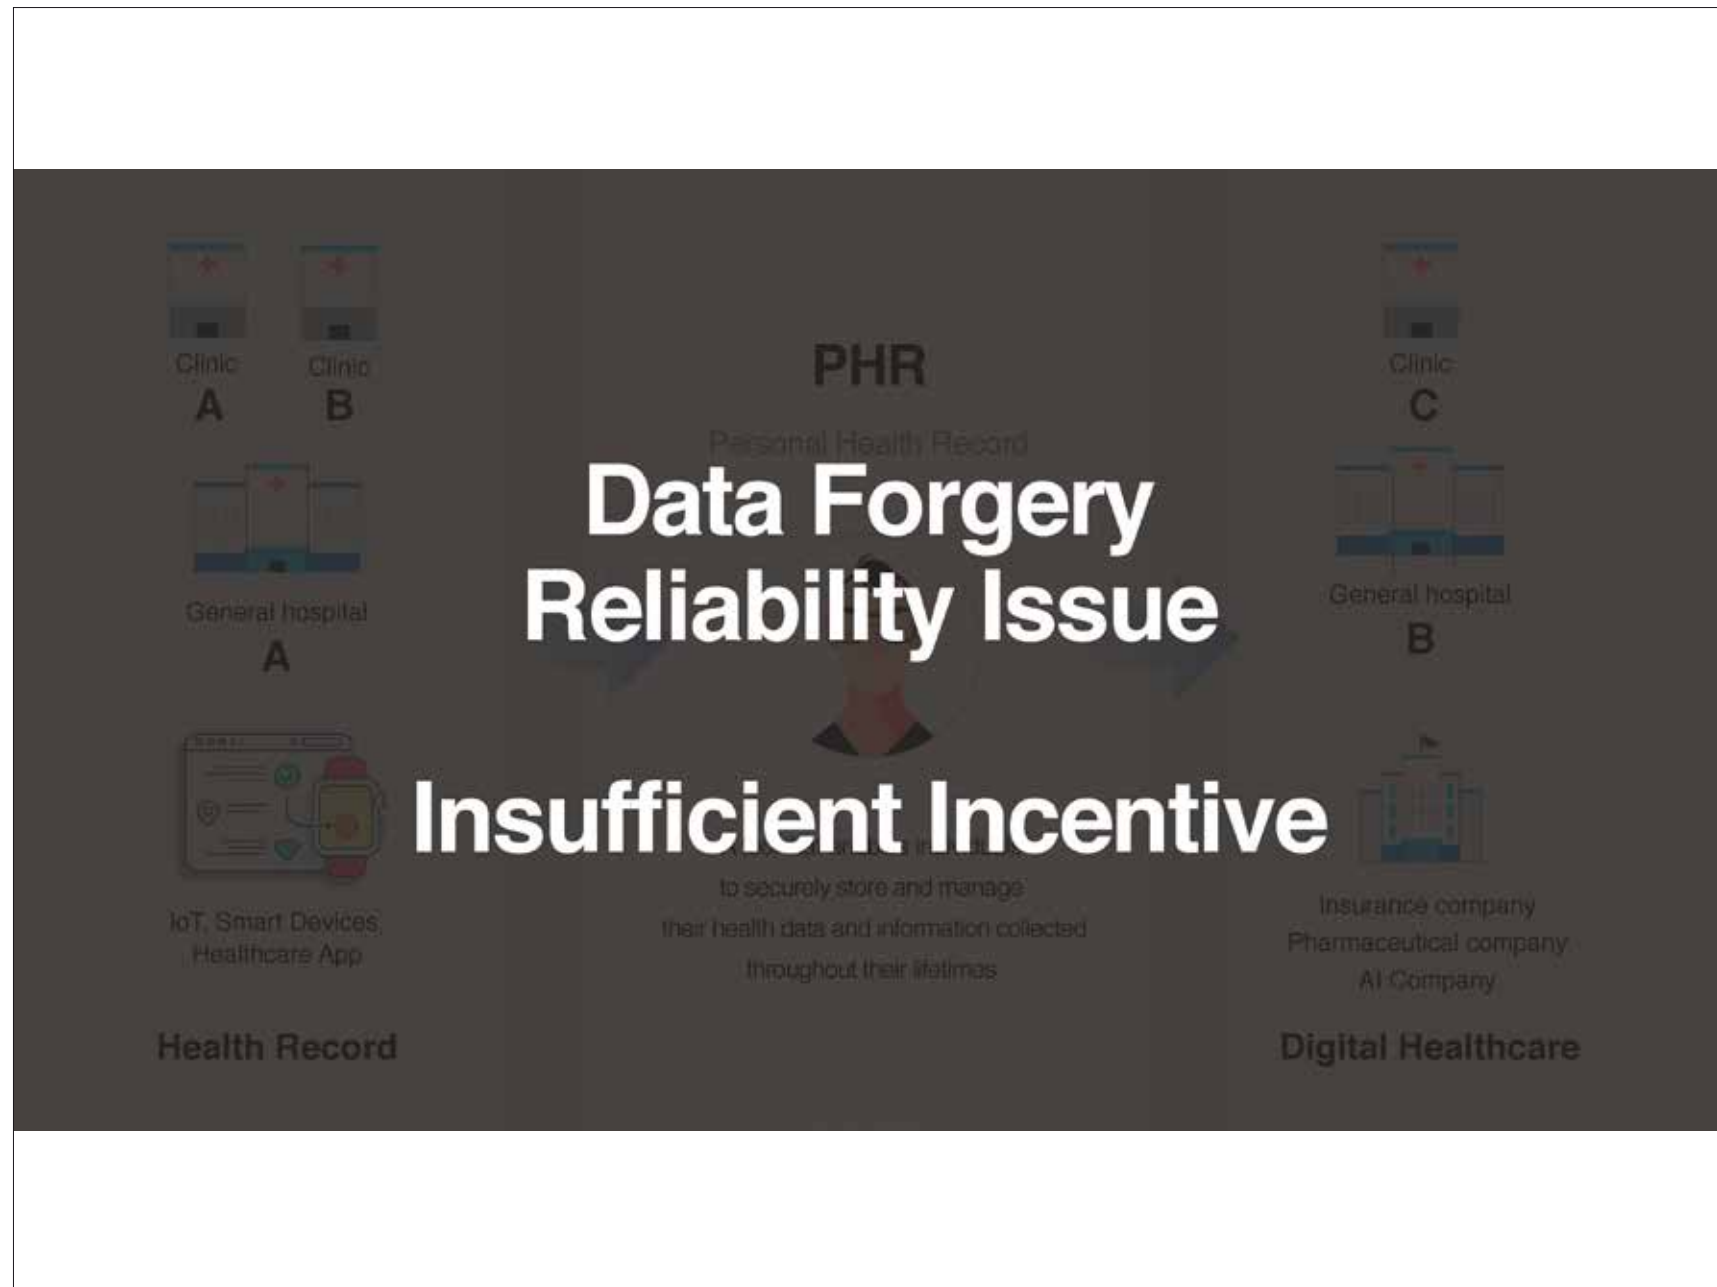 Clinic
A
Clinic
B
General hospital
A
IoT, Smart Devices,
Healthcare App
Health Record
PHR
Personal Health Record
Data Forgery
Reliability Issue
Insufficient Incentive
to securely store and manage
their health data and information collected
throughout their lifetimes
Clinic
C
General hospital
B
Insurance company
Pharmaceutical company
AI Company
Digital Healthcare